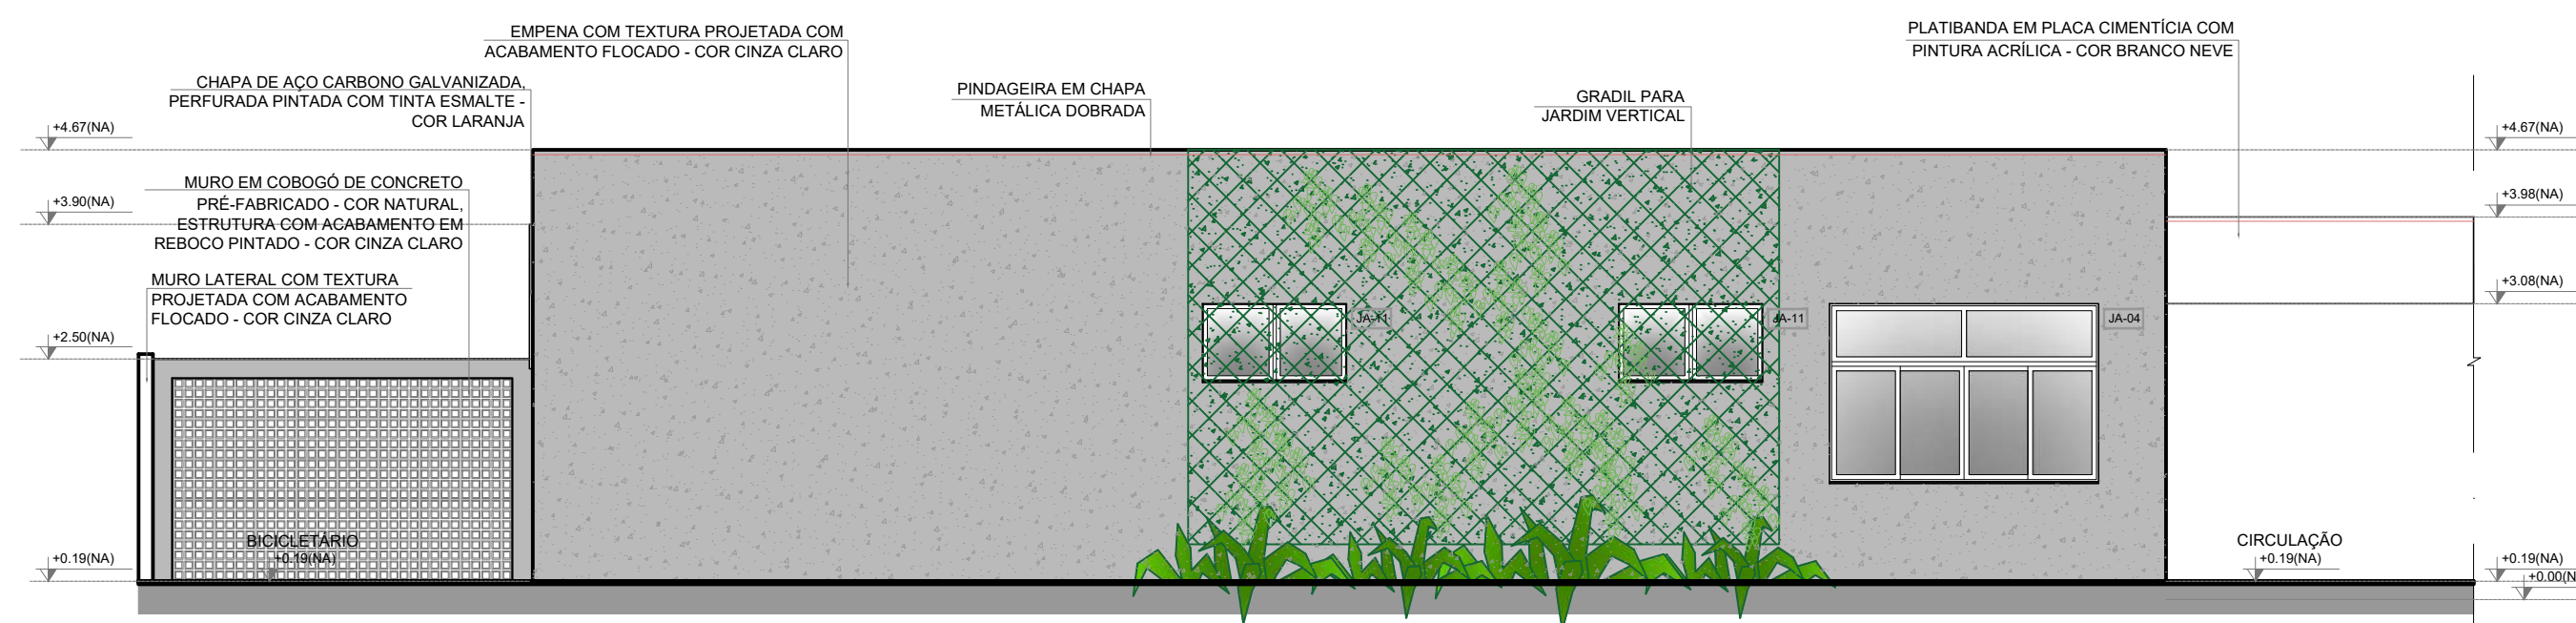 EMPENA COM TEXTURA PROJETADA COM
ACABAMENTO FLOCADO - COR CINZA CLARO
PLATIBANDA EM PLACA CIMENTÍCIA COM
PINTURA ACRÍLICA - COR BRANCO NEVE
CHAPA DE AÇO CARBONO GALVANIZADA,
PERFURADA PINTADA COM TINTA ESMALTE -
COR LARANJA
PINDAGEIRA EM CHAPA
METÁLICA DOBRADA
GRADIL PARA
JARDIM VERTICAL
+4.67(NA)
+4.67(NA)
MURO EM COBOGÓ DE CONCRETO
PRÉ-FABRICADO - COR NATURAL,
ESTRUTURA COM ACABAMENTO EM
REBOCO PINTADO - COR CINZA CLARO
+3.90(NA)
+3.98(NA)
MURO LATERAL COM TEXTURA
PROJETADA COM ACABAMENTO
FLOCADO - COR CINZA CLARO
+3.08(NA)
JA-11
JA-11
JA-04
+2.50(NA)
BICICLETÁRIO
+0.19(NA)
+0.19(NA)
CIRCULAÇÃO
+0.19(NA)
+0.19(NA)
+0.00(N